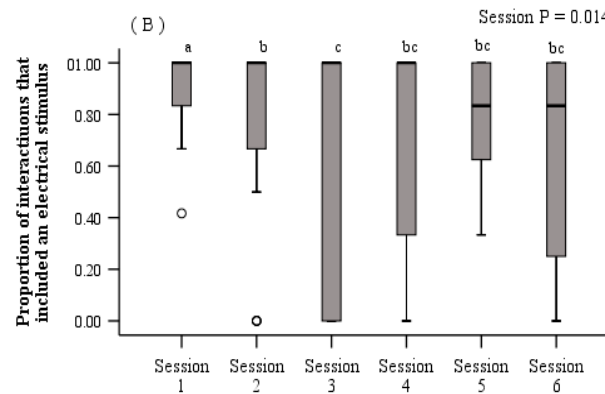 ( B )
Session P = 0.014
Proportion of interactiuons that
included an electrical stimulus
a
b
c
bc
bc
bc
01.00
0.80
0.60
0.40
0.20
0.00
Session
1
Session
2
Session
3
Session
4
Session
5
Session
6